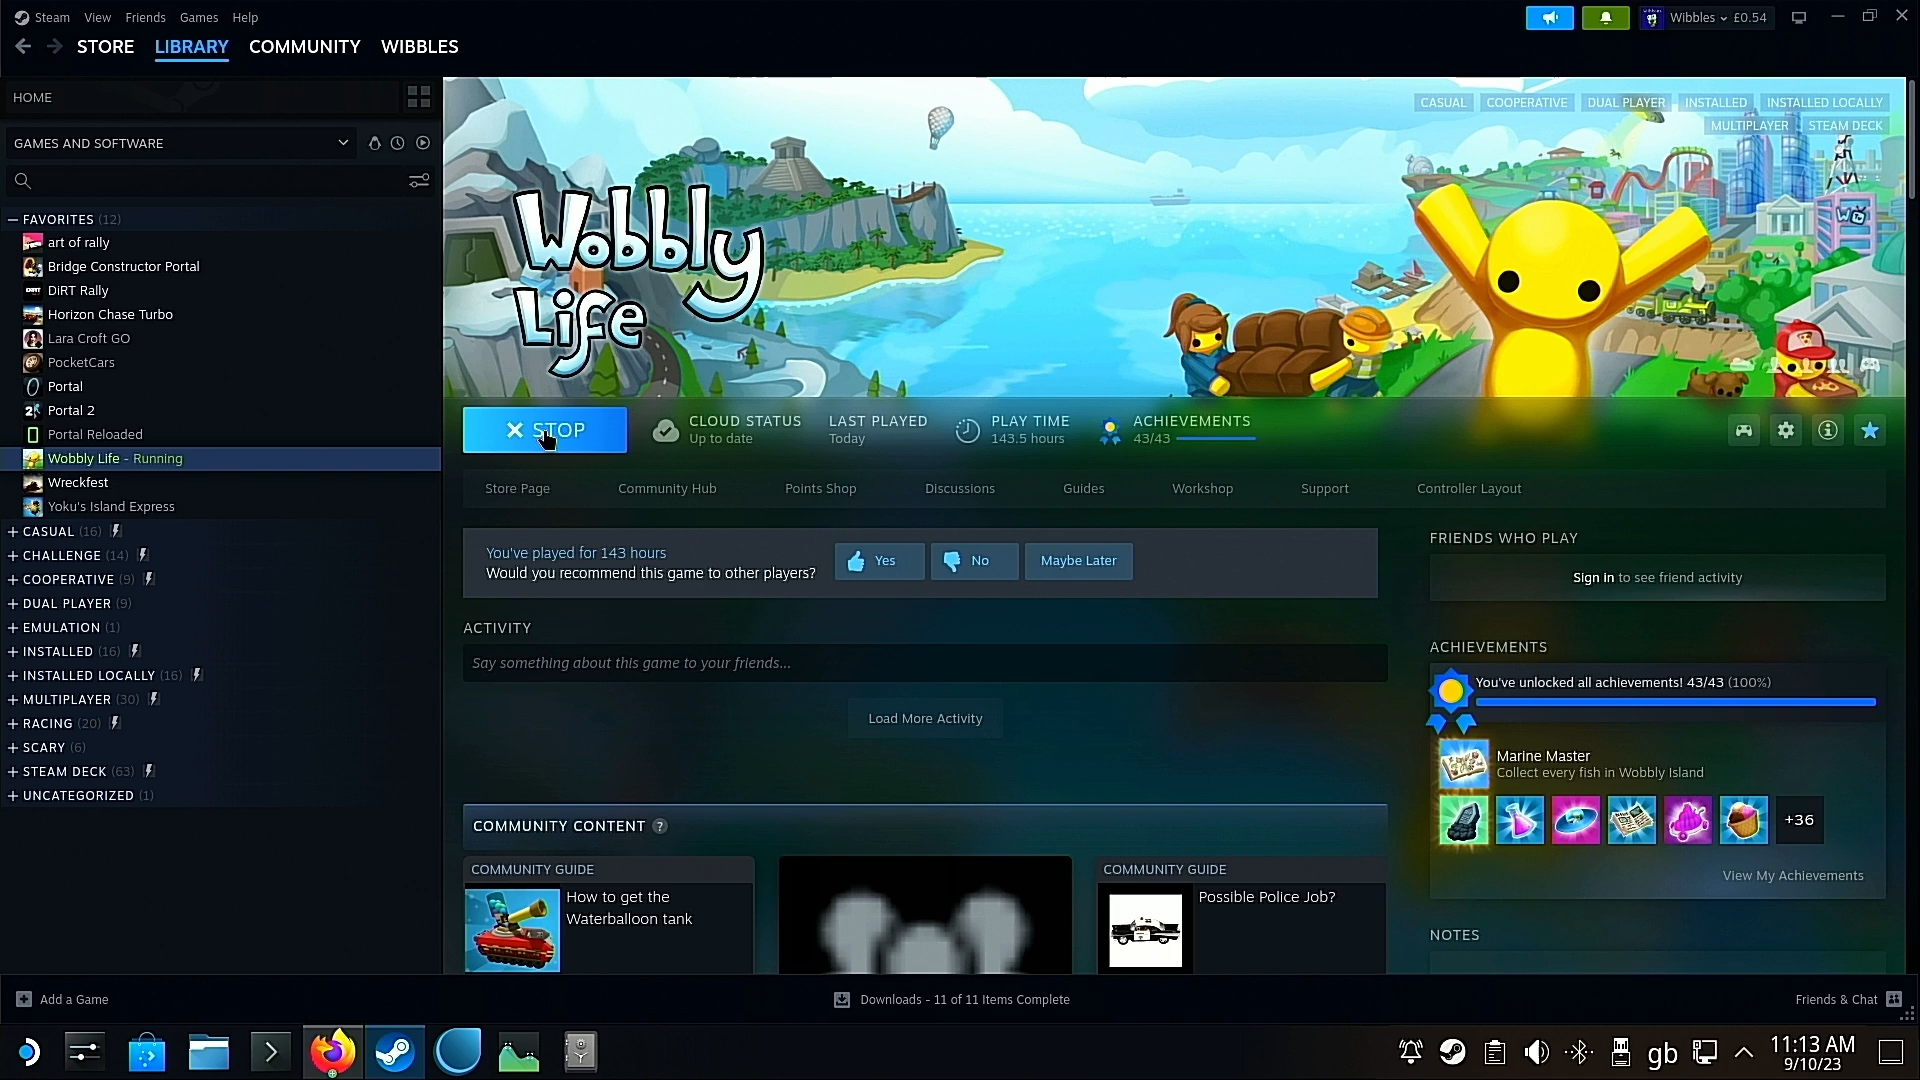 Steam View Friends Games Help
Wibbles £0.54
STORE LIBRARY COMMUNITY WIBBLES
HOME
GAMES AND SOFTWARE
FAVORITES (12)
art of rally
Bridge Constructor Portal
DiRT Rally
Horizon Chase Turbo
Lara Croft GO
PocketCars
Portal
Portal 2
Portal Reloaded
Wobbly Life - Running
Wreckfest
Yoku's Island Express
CASUAL (16)
CHALLENGE (14)
COOPERATIVE (9)
DUAL PLAYER (9)
EMULATION (1)
INSTALLED (16)
INSTALLED LOCALLY (16)
MULTIPLAYER (30)
RACING (20)
SCARY (6)
STEAM DECK (63)
UNCATEGORIZED (1)
CASUAL COOPERATIVE DUAL PLAYER INSTALLED INSTALLED LOCALLY
MULTIPLAYER STEAM DECK
Wobbly
Life
STOP
CLOUD STATUS
Up to date
LAST PLAYED
Today
PLAY TIME
143.5 hours
ACHIEVEMENTS
43/43
Store Page Community Hub Points Shop Discussions Guides Workshop Support Controller Layout
You've played for 143 hours
Would you recommend this game to other players?
Yes No Maybe Later
ACTIVITY
Say something about this game to your friends...
Load More Activity
COMMUNITY CONTENT ?
COMMUNITY GUIDE
How to get the
Waterballoon tank
COMMUNITY GUIDE
Possible Police Job?
FRIENDS WHO PLAY
Sign in to see friend activity
ACHIEVEMENTS
You've unlocked all achievements! 43/43 (100%)
Marine Master
Collect every fish in Wobbly Island
+36
View My Achievements
NOTES
Add a Game
Downloads - 11 of 11 Items Complete
Friends & Chat
gb
11:13 AM
9/10/23